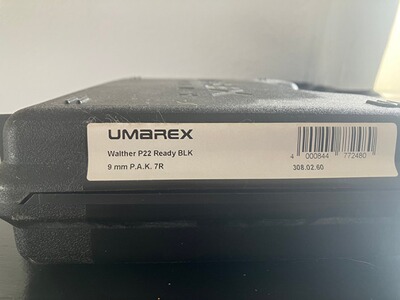 UMAREX
Walther P22 Ready BLK
9 mm P.A.K. 7R
4 000844 772480
308.02.60